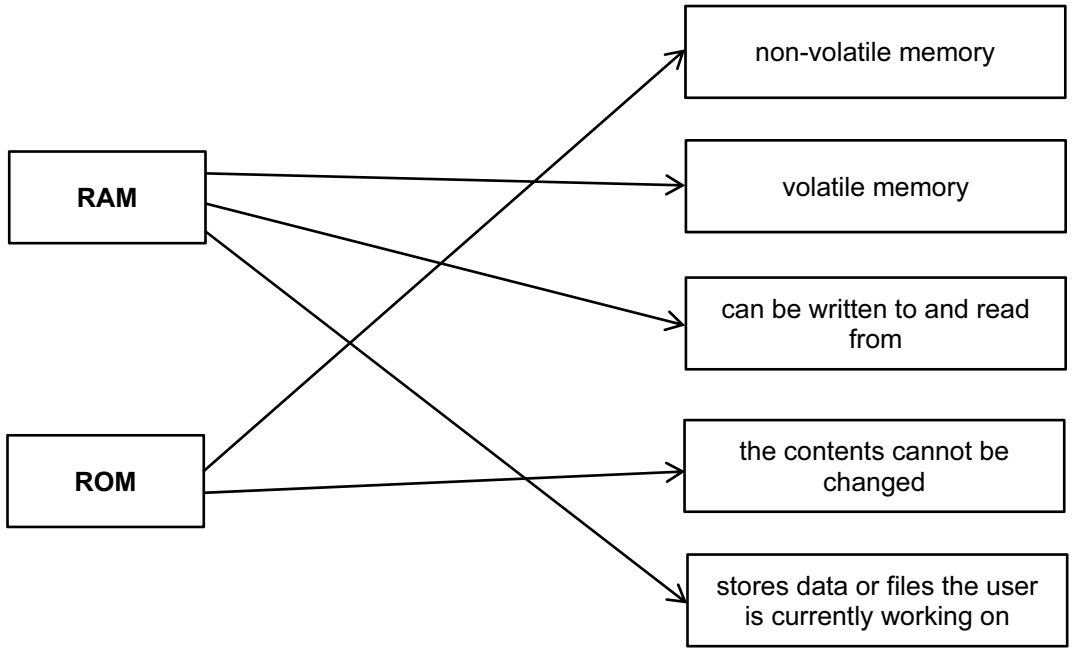 non-volatile memory
RAM
volatile memory
can be written to and read
from
ROM
the contents cannot be
changed
stores data or files the user
is currently working on